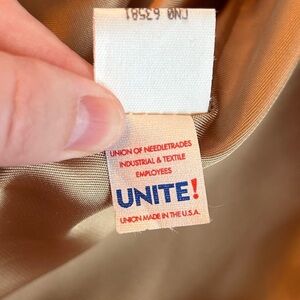 UNION OF NEEDLETRADES
INDUSTRIAL & TEXTILE
EMPLOYEES
UNITE!
UNION MADE IN THE U.S.A.